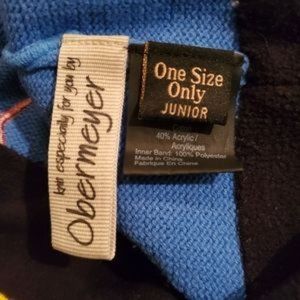 knit especially for you by
Obermeyer
One Size
Only
JUNIOR
40% Acrylic/
Acryliques
Inner Band: 100% Polyester
Made in China
Fabriqué En Chine